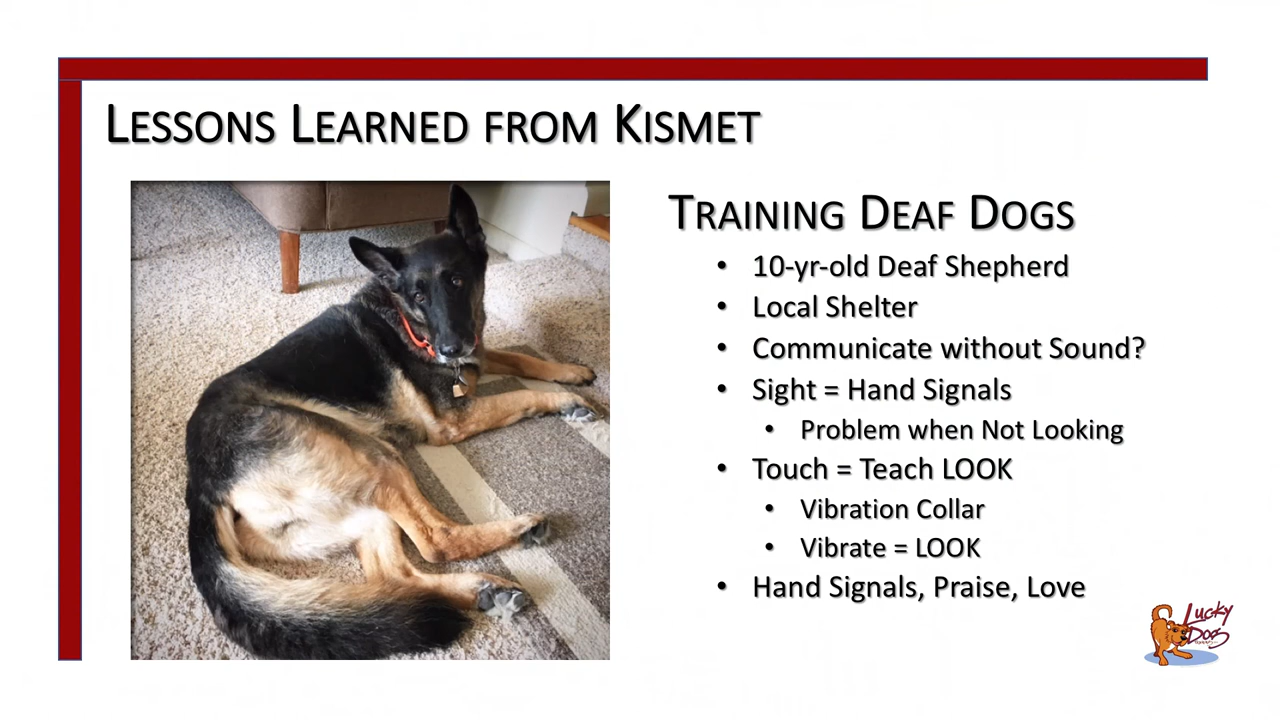 Lessons Learned from Kismet
Training Deaf Dogs
• 10-yr-old Deaf Shepherd
• Local Shelter
• Communicate without Sound?
• Sight = Hand Signals
• Problem when Not Looking
• Touch = Teach LOOK
• Vibration Collar
• Vibrate = LOOK
• Hand Signals, Praise, Love
Lucky
Dogs